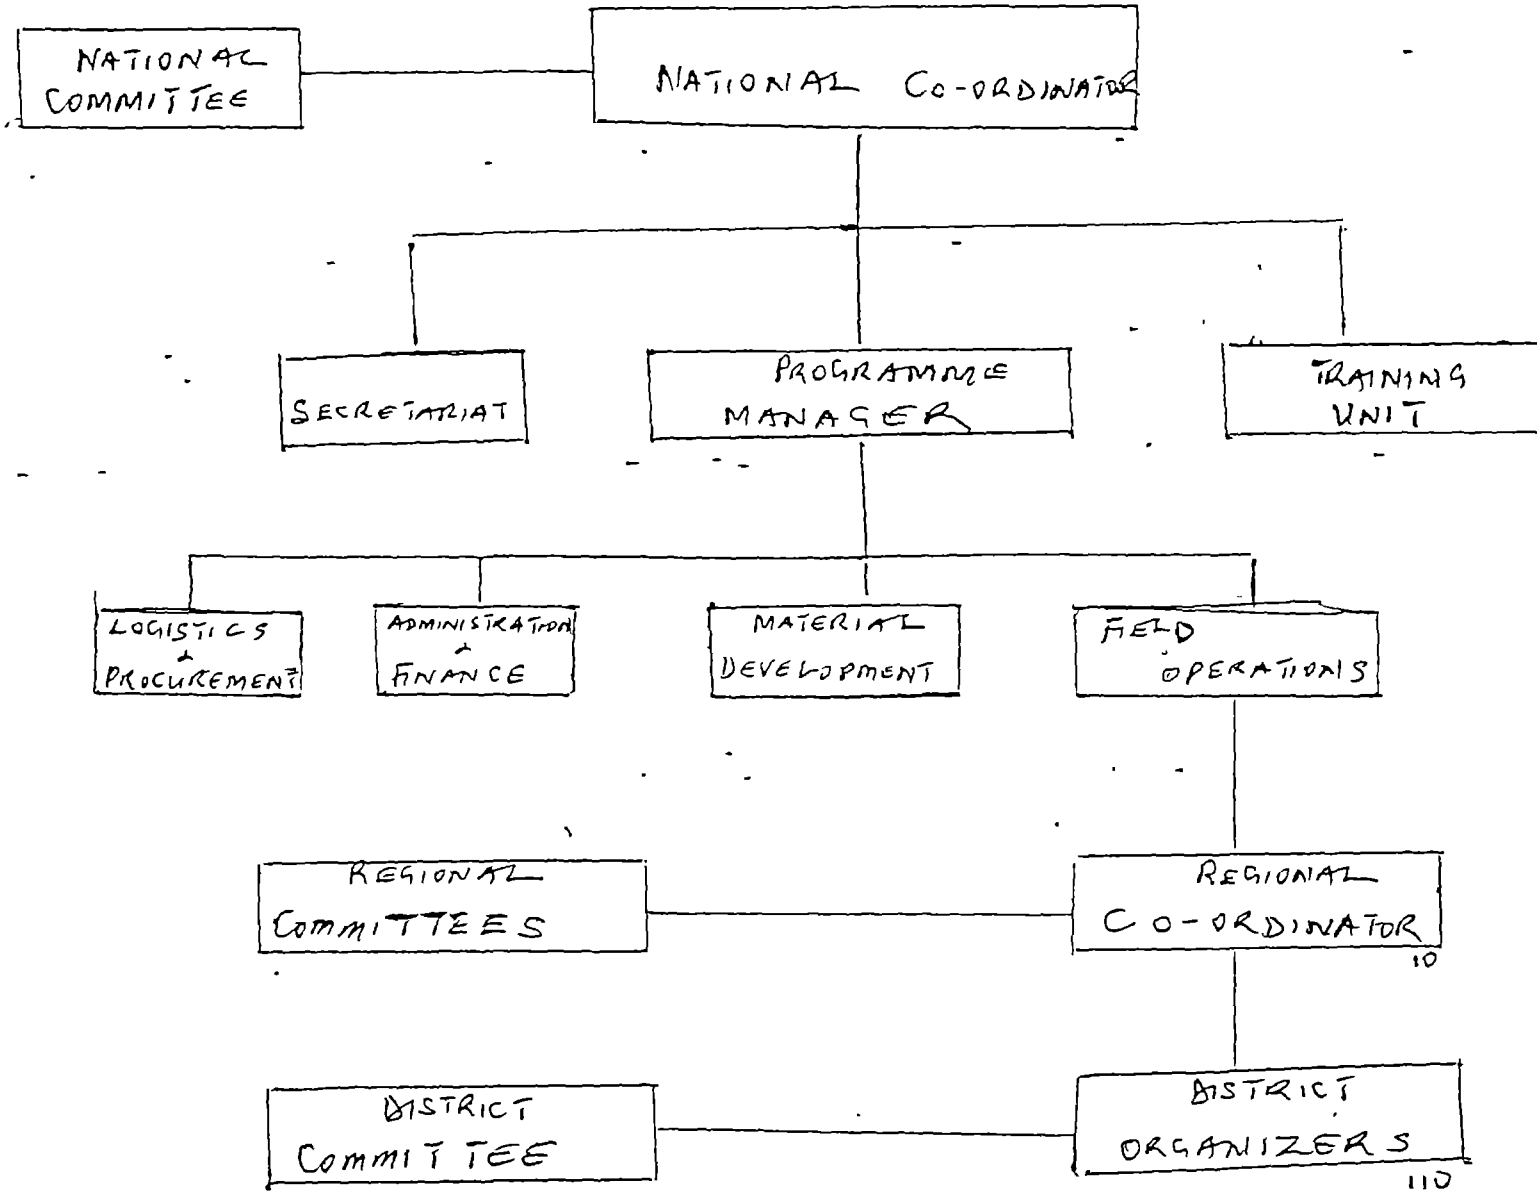 NATIONAL
COMMITTEE
NATIONAL CO-ORDINATOR
SECRETARIAT
PROGRAMME
MANAGER
TRAINING
UNIT
LOGISTICS
&
PROCUREMENT
ADMINISTRATION
&
FINANCE
MATERIAL
DEVELOPMENT
FIELD
OPERATIONS
REGIONAL
COMMITTEES
REGIONAL
CO-ORDINATOR
10
DISTRICT
COMMITTEE
DISTRICT
ORGANIZERS
110